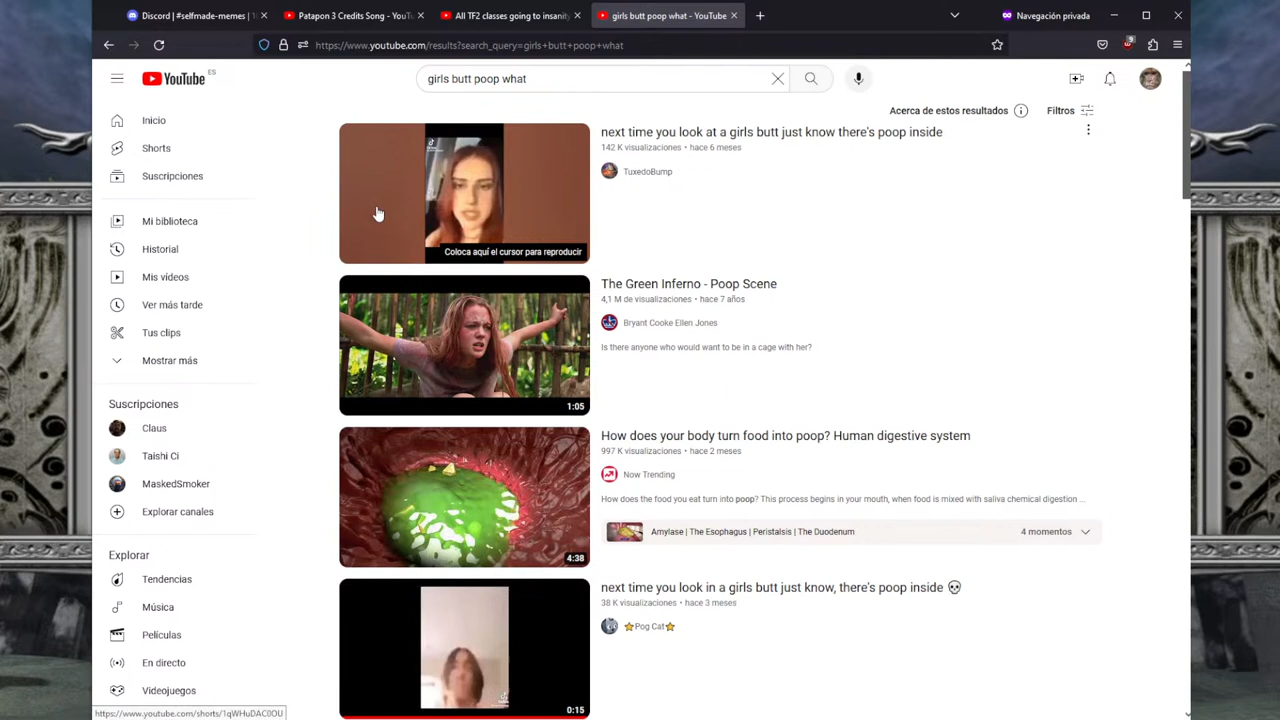 Discord | #selfmade-memes | 10
Patapon 3 Credits Song - YouTu
All TF2 classes going to insanity
girls butt poop what - YouTube
Navegación privada
https://www.youtube.com/results?search_query=girls+butt+poop+what
9
YouTube ES
girls butt poop what
Acerca de estos resultados
Filtros
Inicio
Shorts
Suscripciones
Mi biblioteca
Historial
Mis vídeos
Ver más tarde
Tus clips
Mostrar más
Suscripciones
Claus
Taishi Ci
MaskedSmoker
Explorar canales
Explorar
Tendencias
Música
Películas
En directo
Videojuegos
Coloca aquí el cursor para reproducir
next time you look at a girls butt just know there's poop inside
142 K visualizaciones • hace 6 meses
TuxedoBump
1:05
The Green Inferno - Poop Scene
4,1 M de visualizaciones • hace 7 años
Bryant Cooke Ellen Jones
Is there anyone who would want to be in a cage with her?
4:38
How does your body turn food into poop? Human digestive system
997 K visualizaciones • hace 2 meses
Now Trending
How does the food you eat turn into poop? This process begins in your mouth, when food is mixed with saliva chemical digestion ...
Amylase | The Esophagus | Peristalsis | The Duodenum
4 momentos
0:15
next time you look in a girls butt just know, there's poop inside 💀
38 K visualizaciones • hace 3 meses
⭐Pog Cat⭐
https://www.youtube.com/shorts/1qWHuDAC0OU